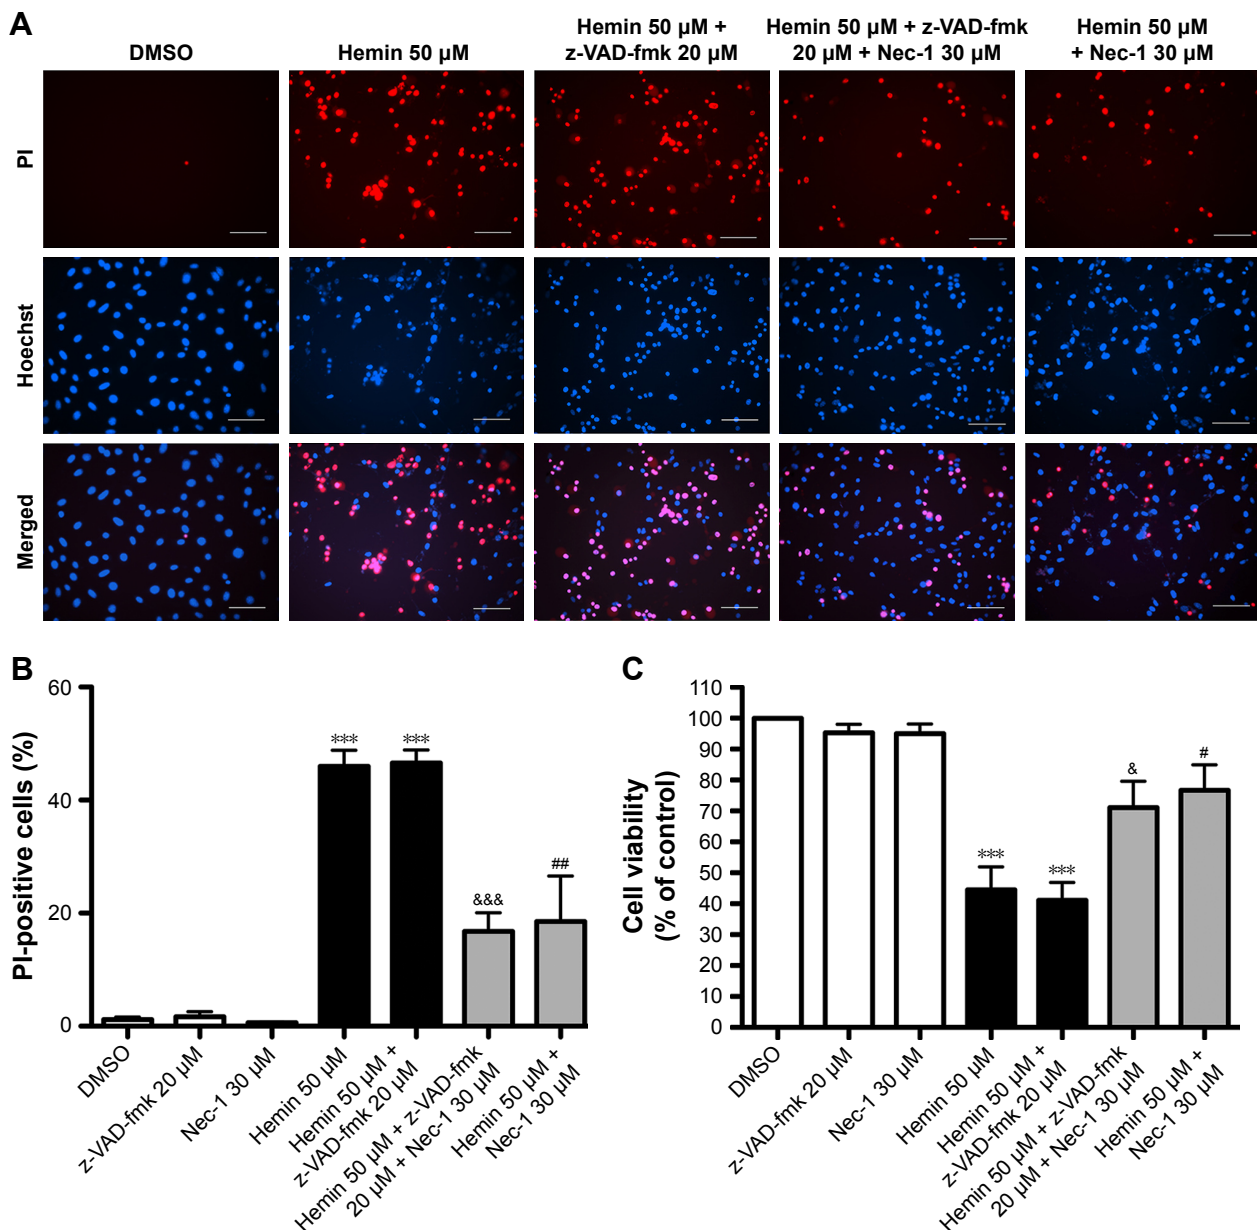 A
DMSO
Hemin 50 µM
Hemin 50 µM +
z-VAD-fmk 20 µM
Hemin 50 µM + z-VAD-fmk
20 µM + Nec-1 30 µM
Hemin 50 µM
+ Nec-1 30 µM
PI
Hoechst
Merged
B
PI-positive cells (%)
60
40
20
0
***
***
&&&
##
DMSO
z-VAD-fmk 20 µM
Nec-1 30 µM
Hemin 50 µM
Hemin 50 µM +
z-VAD-fmk 20 µM
Hemin 50 µM + z-VAD-fmk
20 µM + Nec-1 30 µM
Hemin 50 µM +
Nec-1 30 µM
C
Cell viability
(% of control)
110
100
90
80
70
60
50
40
30
20
10
0
***
***
&
#
DMSO
z-VAD-fmk 20 µM
Nec-1 30 µM
Hemin 50 µM
Hemin 50 µM +
z-VAD-fmk 20 µM
Hemin 50 µM + z-VAD-fmk
20 µM + Nec-1 30 µM
Hemin 50 µM +
Nec-1 30 µM